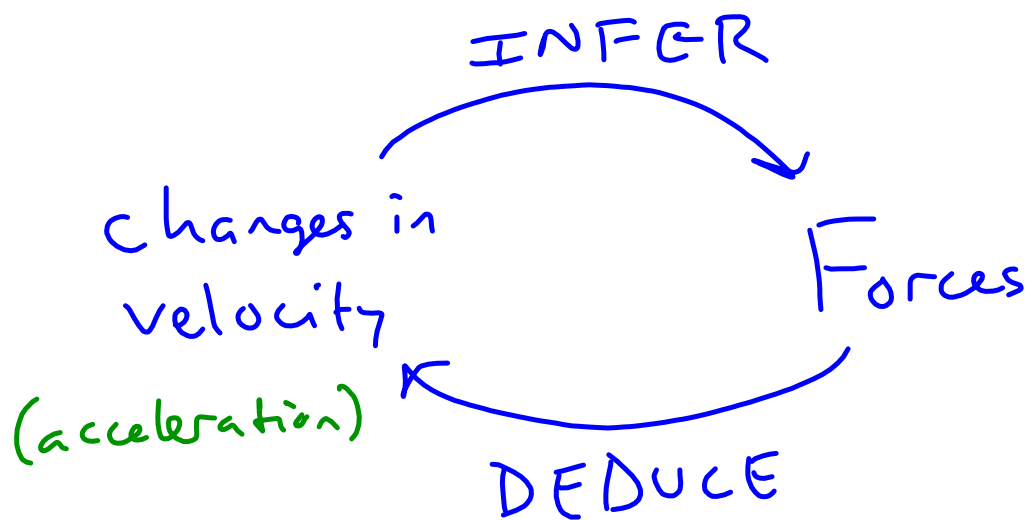 INFER
changes in
velocity
(acceleration)
Forces
DEDUCE